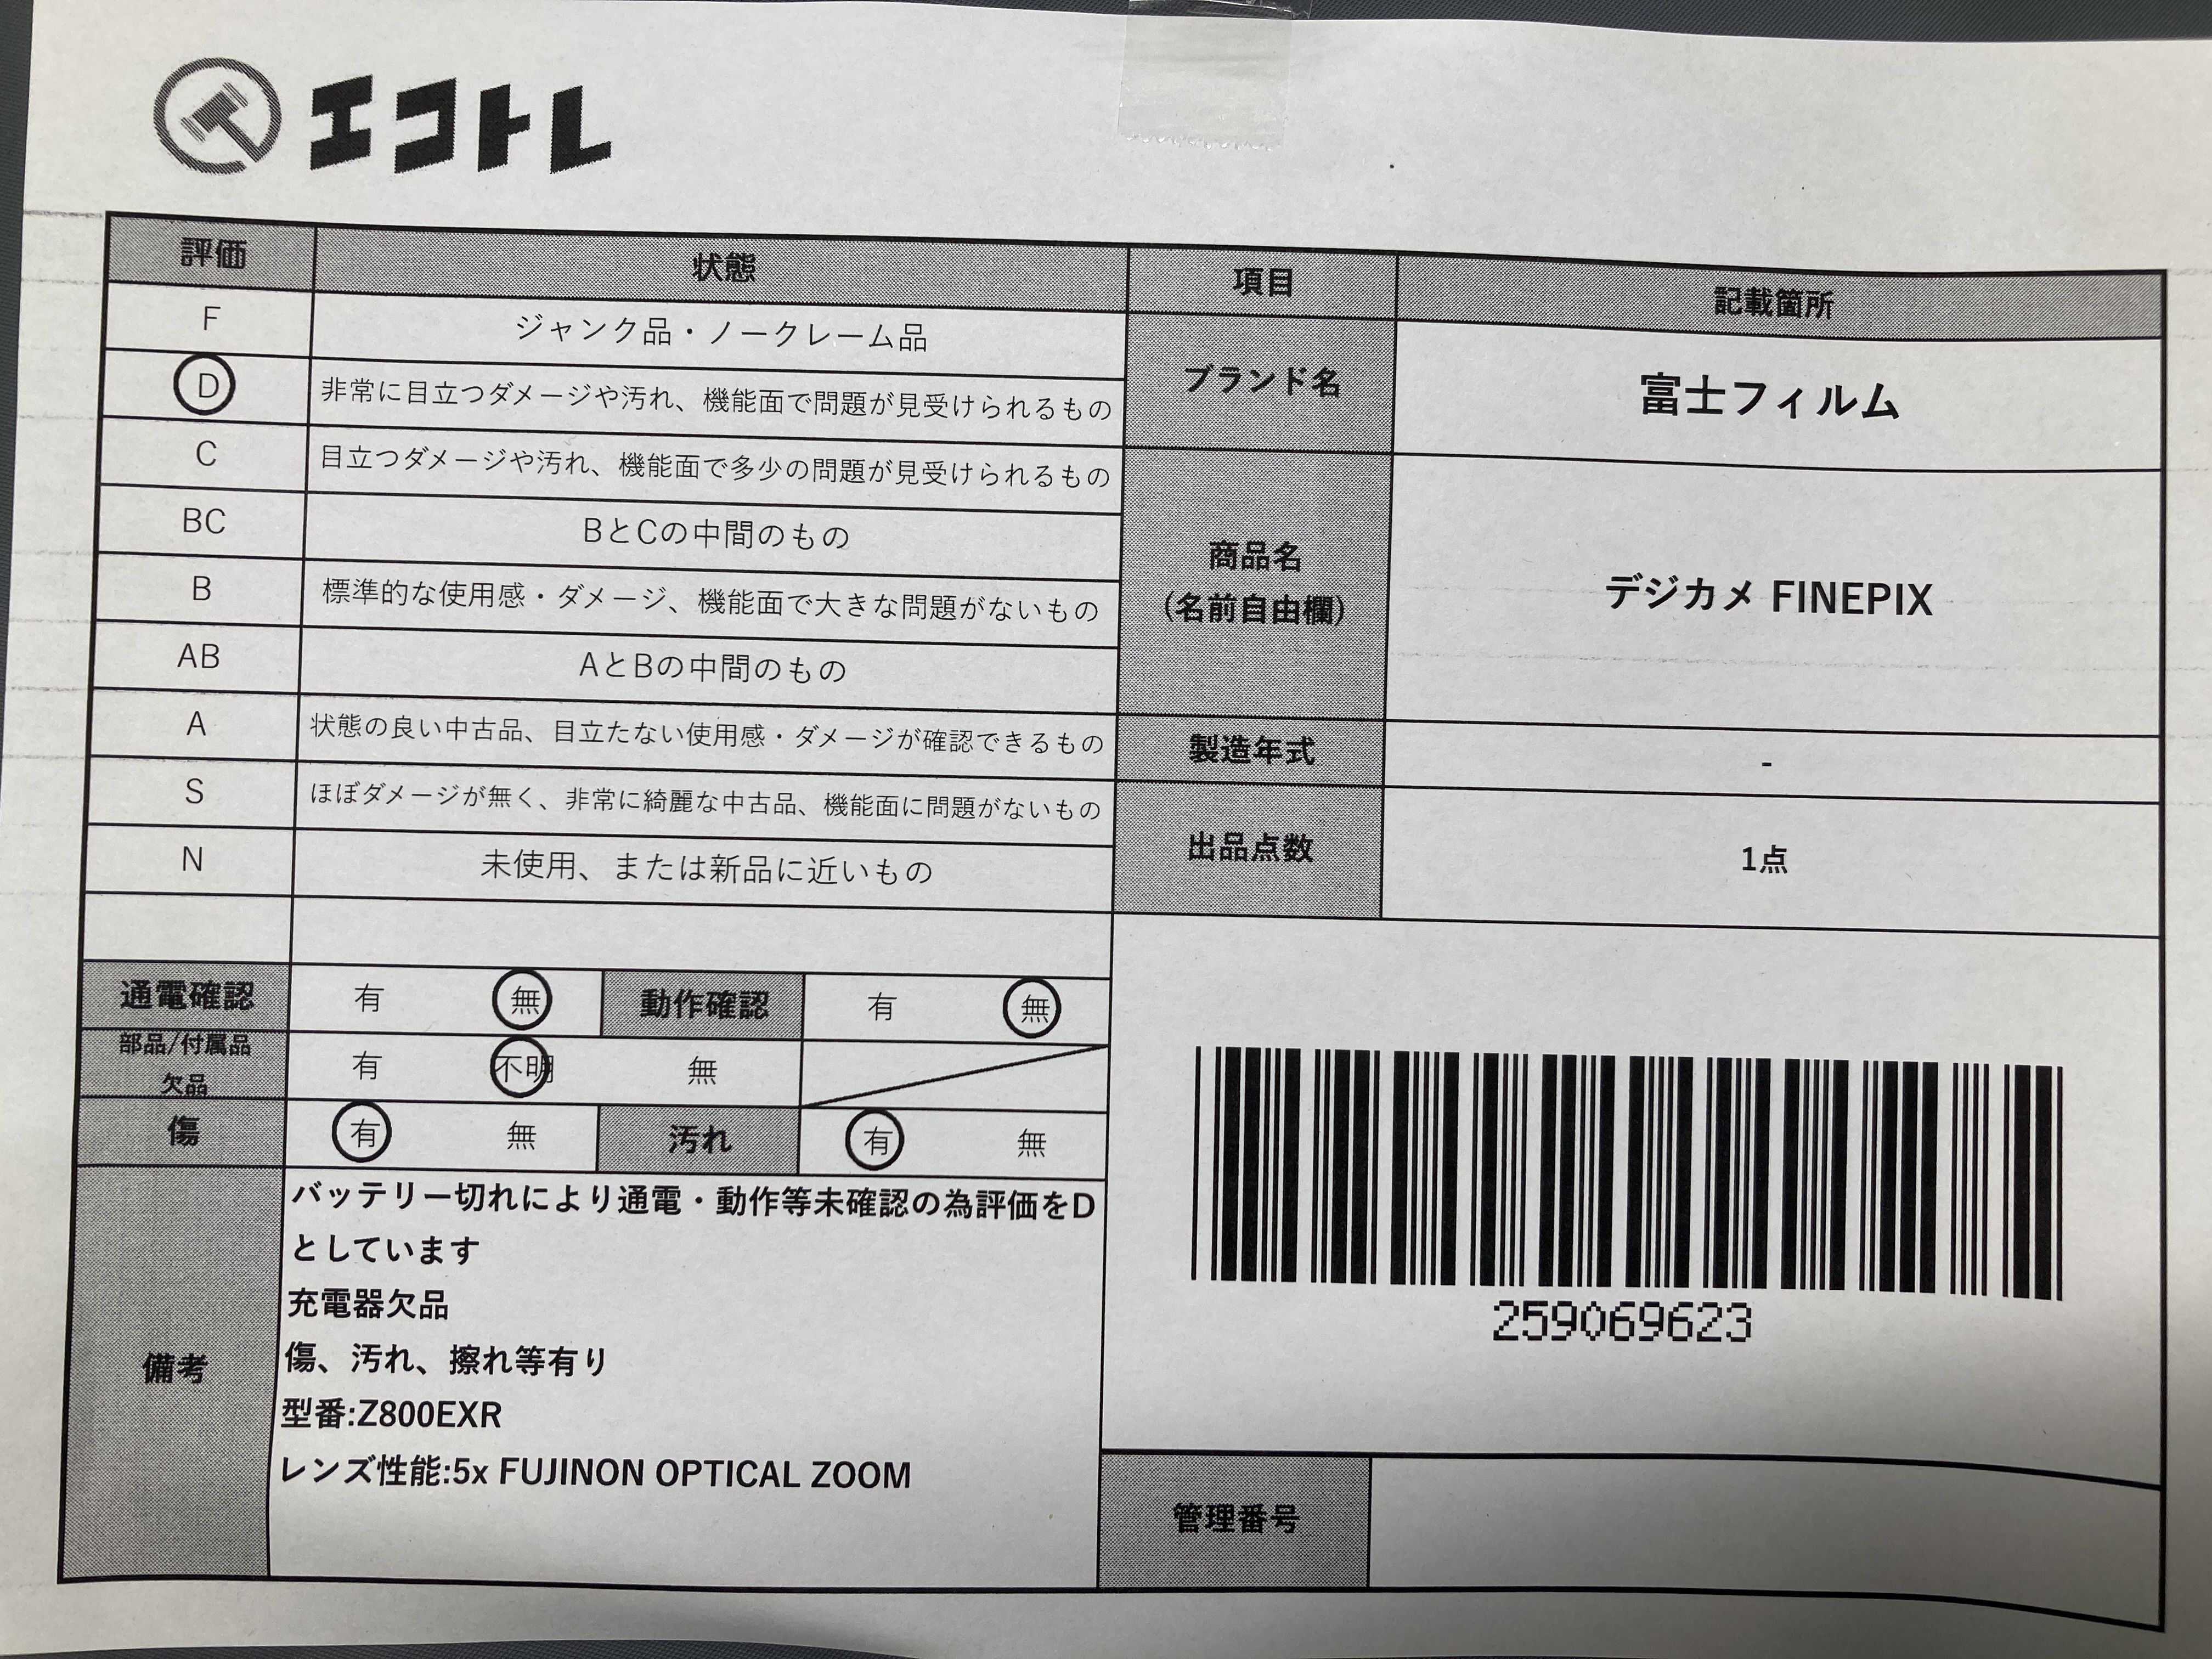 エコトレ
評価 状態
F ジャンク品・ノークレーム品
D 非常に目立つダメージや汚れ、機能面で問題が見受けられるもの
C 目立つダメージや汚れ、機能面で多少の問題が見受けられるもの
BC BとCの中間のもの
B 標準的な使用感・ダメージ、機能面で大きな問題がないもの
AB AとBの中間のもの
A 状態の良い中古品、目立たない使用感・ダメージが確認できるもの
S ほぼダメージが無く、非常に綺麗な中古品、機能面に問題がないもの
N 未使用、または新品に近いもの
通電確認 有 無 動作確認 有 無
部品/付属品
欠品
有 不明 無
傷 有 無 汚れ 有 無
備考
バッテリー切れにより通電・動作等未確認の為評価をD
としています
充電器欠品
傷、汚れ、擦れ等有り
型番:Z800EXR
レンズ性能:5x FUJINON OPTICAL ZOOM
項目 記載箇所
ブランド名 富士フィルム
商品名
(名前自由欄)
デジカメ FINEPIX
製造年式 -
出品点数 1点
259069623
管理番号